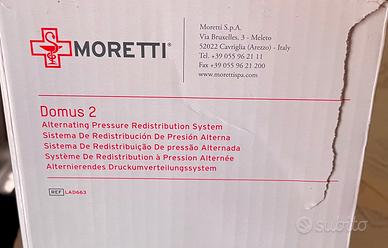 MORETTI®
Moretti S.p.A.
Via Bruxelles, 3 - Meleto
52022 Cavriglia (Arezzo) - Italy
Tel. +39 055 96 21 11
Fax +39 055 96 21 200
www.morettispa.com
Domus 2
Alternating Pressure Redistribution System
Sistema De Redistribución De Presión Alterna
Sistema De Redistribuição De pressão Alternada
Système De Redistribution à Pression Alternée
Alternierendes Druckumverteilungssystem
REF LAD663
subito